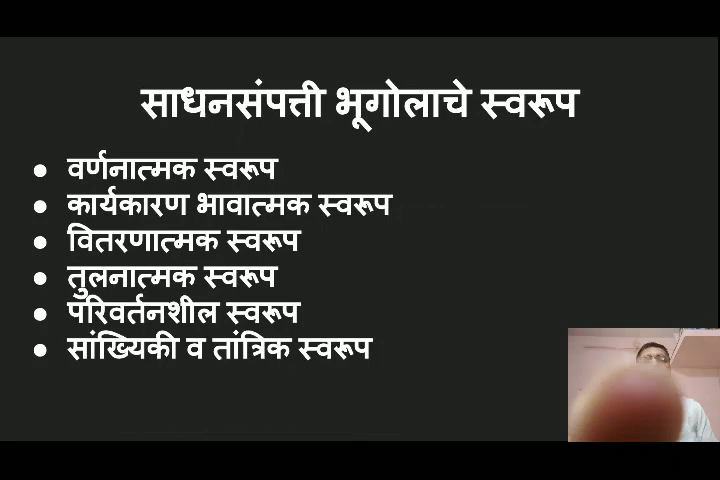 साधनसंपत्ती भूगोलाचे स्वरूप
● वर्णनात्मक स्वरूप
● कार्यकारण भावात्मक स्वरूप
● वितरणात्मक स्वरूप
● तुलनात्मक स्वरूप
● परिवर्तनशील स्वरूप
● सांख्यिकी व तांत्रिक स्वरूप